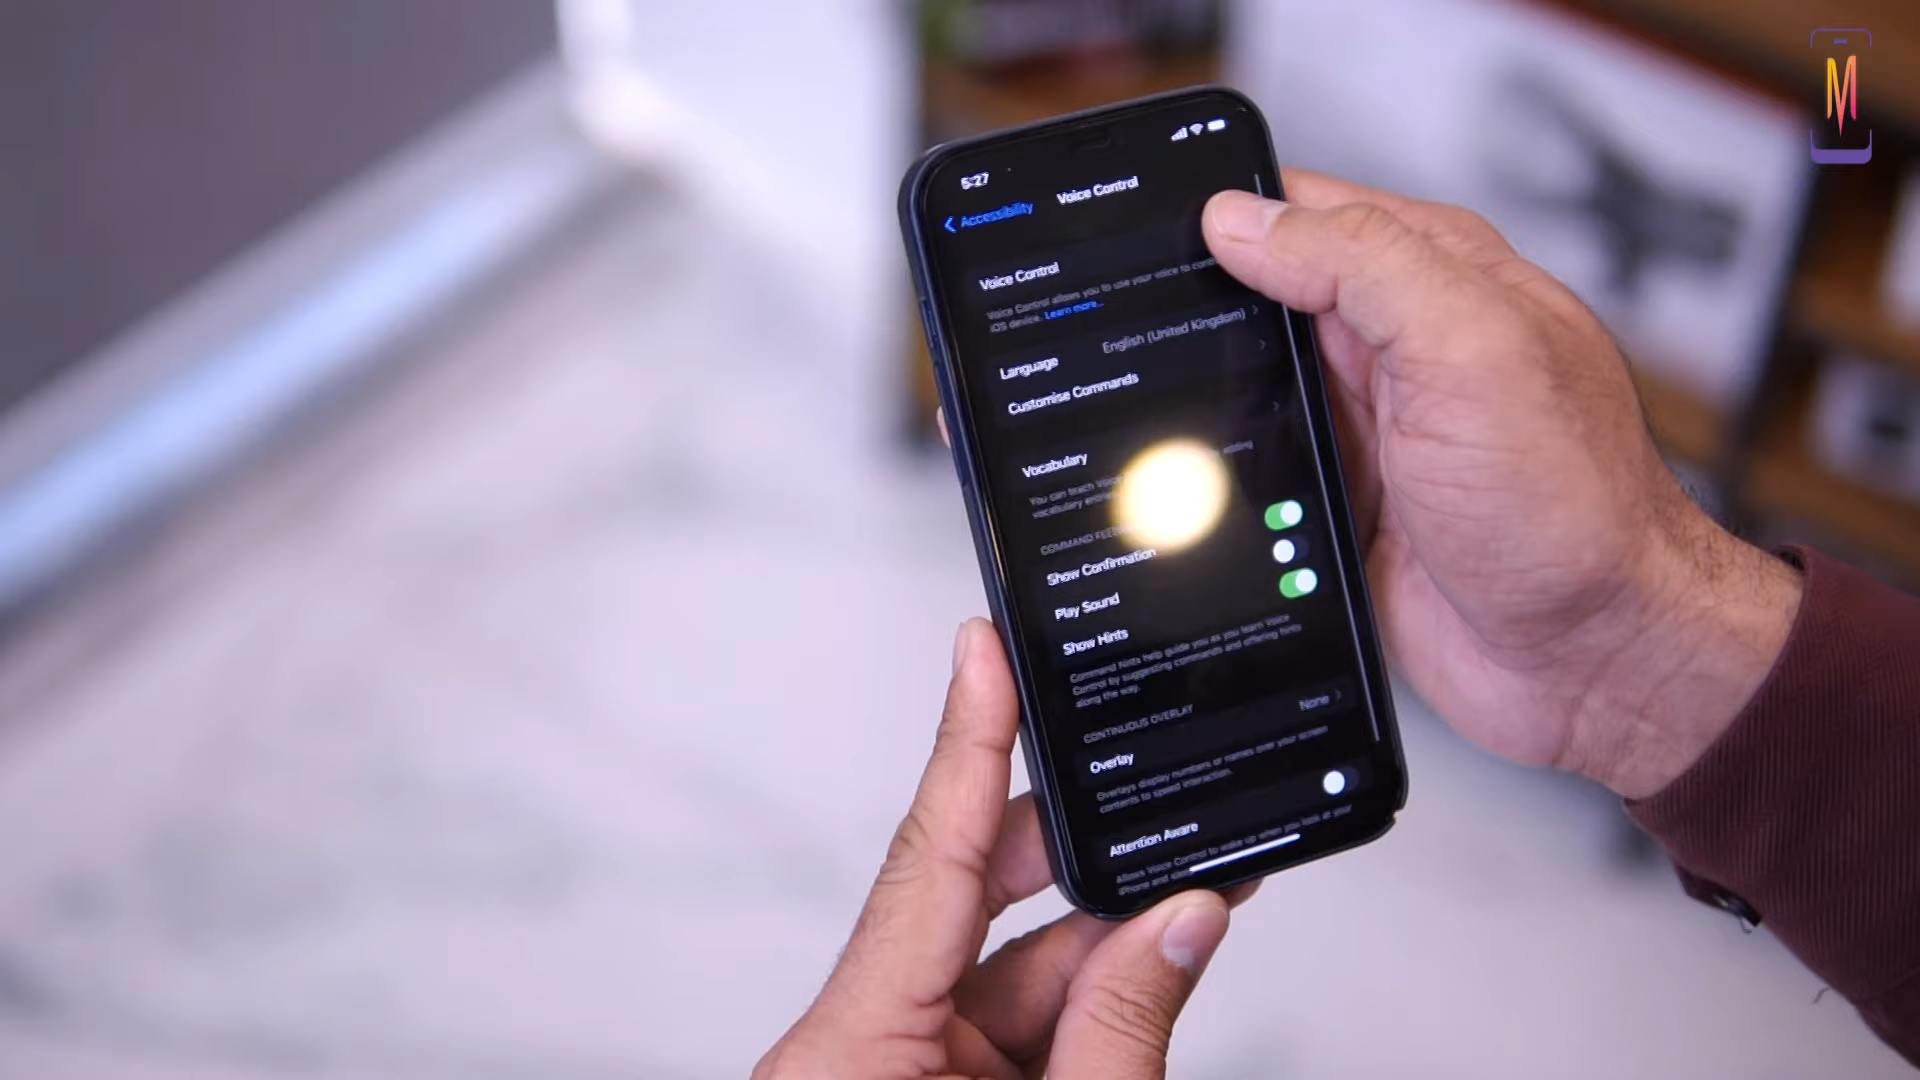 5:27
Accessibility
Voice Control
Voice Control
Voice Control allows you to use your voice to
iOS device. Learn more...
Language English (United Kingdom)
Customise Commands
Vocabulary
You can teach adding
vocabulary
COMMAND
Show Confirmation
Play Sound
Show Hints
Command Hints help guide you as you learn Voice
Control by suggesting commands and offering hints
along the way.
CONTINUOUS OVERLAY
Overlay None
Overlays display numbers or names over your screen
contents to speed interaction.
Attention Aware
Allows Voice Control to wake up when you look at your
iPhone and
M